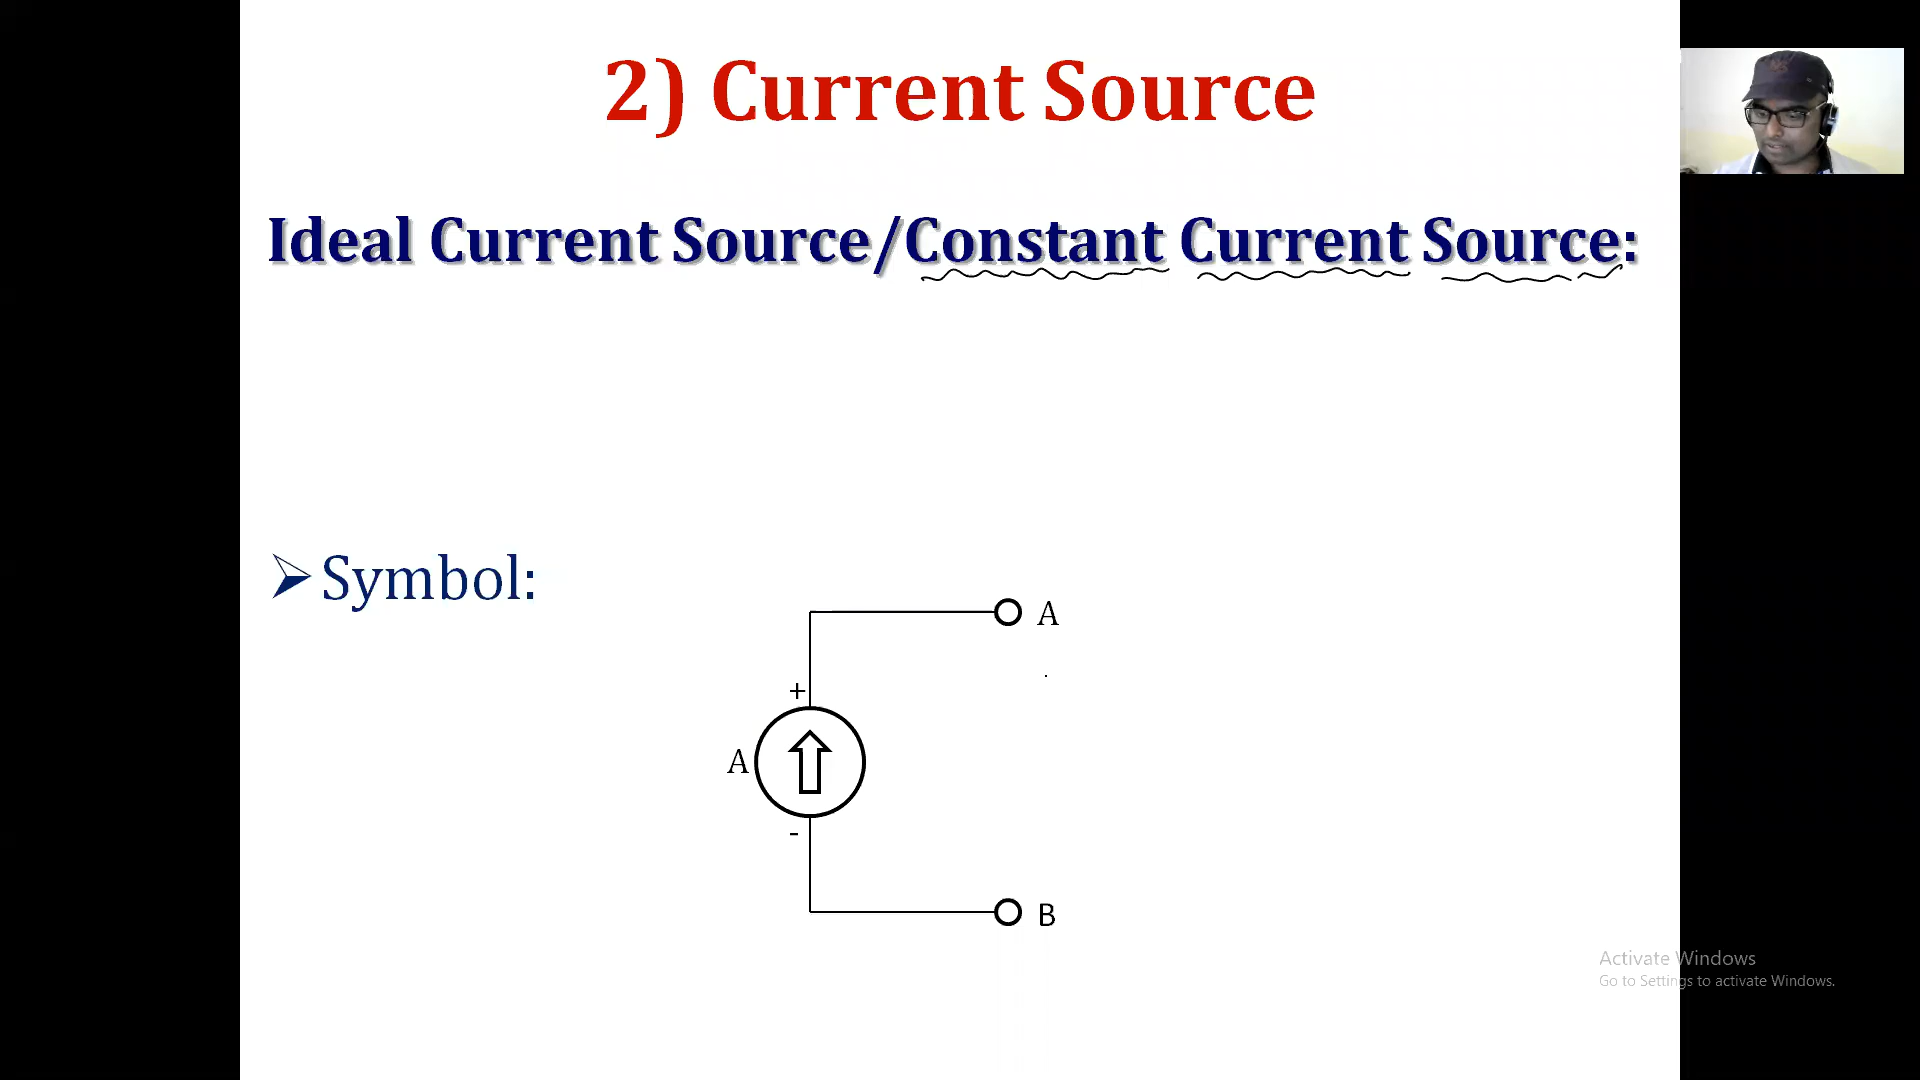 2) Current Source
Ideal Current Source/Constant Current Source:
➢Symbol:
A
+
A
-
B
Activate Windows
Go to Settings to activate Windows.